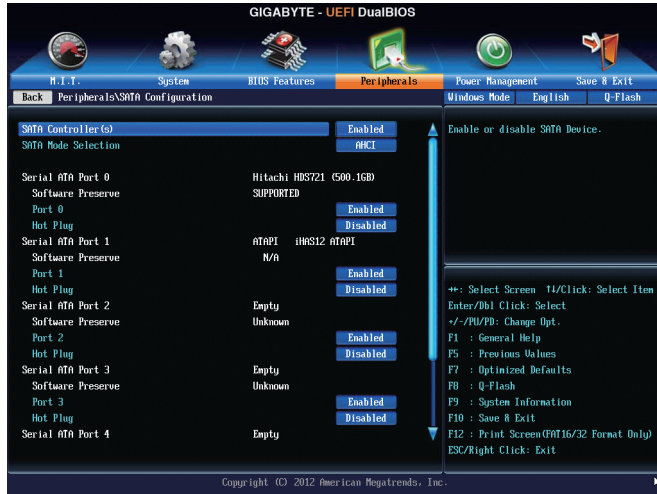 GIGABYTE - UEFI DualBIOS
M.I.T. System BIOS Features Peripherals Power Management Save & Exit
Back Peripherals\SATA Configuration Windows Mode English Q-Flash
SATA Controller(s) Enabled
SATA Mode Selection AHCI
Serial ATA Port 0 Hitachi HDS721 (500.1GB)
Software Preserve SUPPORTED
Port 0 Enabled
Hot Plug Disabled
Serial ATA Port 1 ATAPI iHAS12 ATAPI
Software Preserve N/A
Port 1 Enabled
Hot Plug Disabled
Serial ATA Port 2 Empty
Software Preserve Unknown
Port 2 Enabled
Hot Plug Disabled
Serial ATA Port 3 Empty
Software Preserve Unknown
Port 3 Enabled
Hot Plug Disabled
Serial ATA Port 4 Empty
Enable or disable SATA Device.
↔: Select Screen ↑↓/Click: Select Item
Enter/Dbl Click: Select
+/-/PU/PD: Change Opt.
F1 : General Help
F5 : Previous Values
F7 : Optimized Defaults
F8 : Q-Flash
F9 : System Information
F10 : Save & Exit
F12 : Print Screen(FAT16/32 Format Only)
ESC/Right Click: Exit
Copyright (C) 2012 American Megatrends, Inc.